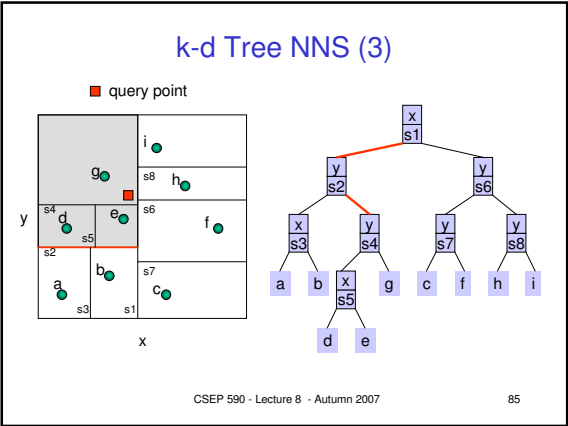 k-d Tree NNS (3)
query point
x
s1
i
y
s2
y
s6
g
s8
h
s4
d
e
s6
f
y
s5
x
s3
y
s4
y
s7
y
s8
s2
a
b
s7
c
s3
s1
a
b
x
s5
g
c
f
h
i
x
d
e
CSEP 590 - Lecture 8 - Autumn 2007
85